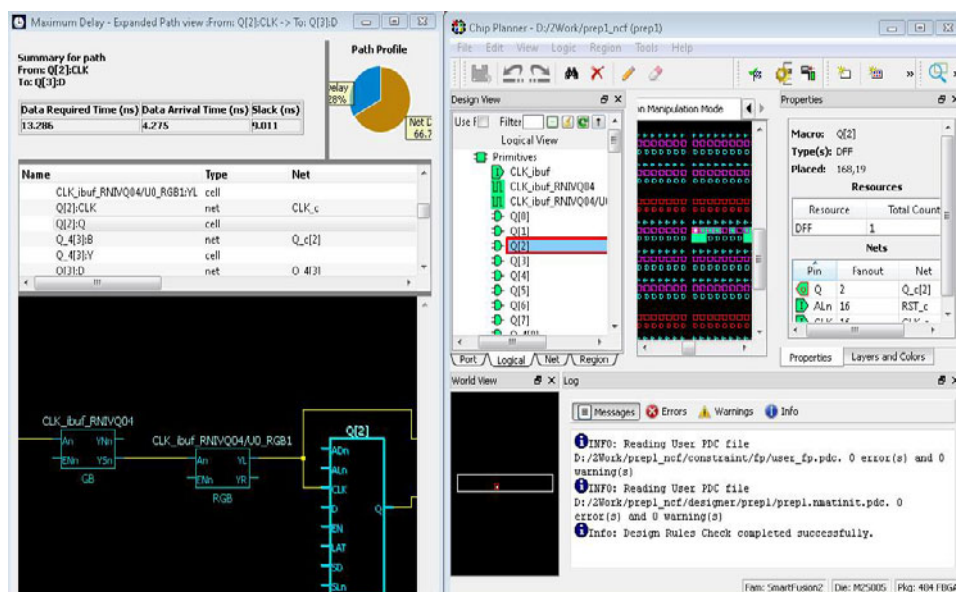 Maximum Delay - Expanded Path view :From: Q[2]:CLK -> To: Q[3]:D
Summary for path
From: Q[2]:CLK
To: Q[3]:D
Data Required Time (ns) Data Arrival Time (ns) Slack (ns)
13.286 4.275 9.011
Path Profile
elay
28%
Net D
66.7
Name Type Net
CLK_ibuf_RNIVQ04/U0_RGB1:YL cell
Q[2]:CLK net CLK_c
Q[2]:Q cell
Q_4[3]:B net Q_c[2]
Q_4[3]:Y cell
Q[3]:D net Q_4[3]
CLK_ibuf_RNIVQ04
An YNn
ENn YSn
GB
CLK_ibuf_RNIVQ04/U0_RGB1
An YL
ENn YR
RGB
Q[2]
ADn
ALn
CLK
D Q
EN
LAT
SD
SLn
Chip Planner - D:/2Work/prep1_ncf (prep1)
File Edit View Logic Region Tools Help
Design View
Use F Filter
Logical View
Primitives
CLK_ibuf
CLK_ibuf_RNIVQ04
CLK_ibuf_RNIVQ04/U
Q[0]
Q[1]
Q[2]
Q[3]
Q[4]
Q[5]
Q[6]
Q[7]
Port Logical Net Region
n Manipulation Mode
Properties
Macro: Q[2]
Type(s): DFF
Placed: 168,19
Resources
Resource Total Count
DFF 1
Nets
Pin Fanout Net
Q 2 Q_c[2]
ALn 16 RST_c
CLK 16
Properties Layers and Colors
World View
Log
Messages Errors Warnings Info
INFO: Reading User PDC file
D:/2Work/prep1_ncf/constraint/fp/user_fp.pdc. 0 error(s) and 0
warning(s)
INFO: Reading User PDC file
D:/2Work/prep1_ncf/designer/prep1/prep1.nmatinit.pdc. 0
error(s) and 0 warning(s)
Info: Design Rules Check completed successfully.
Fam: SmartFusion2 Die: M2S005 Pkg: 484 FBGA